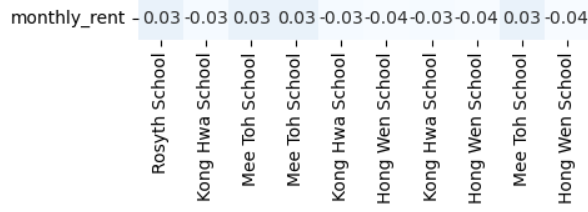 monthly_rent 0.03 -0.03 0.03 0.03 -0.03 -0.04 -0.03 -0.04 0.03 -0.04
Rosyth School
Kong Hwa School
Mee Toh School
Mee Toh School
Kong Hwa School
Hong Wen School
Kong Hwa School
Hong Wen School
Mee Toh School
Hong Wen School